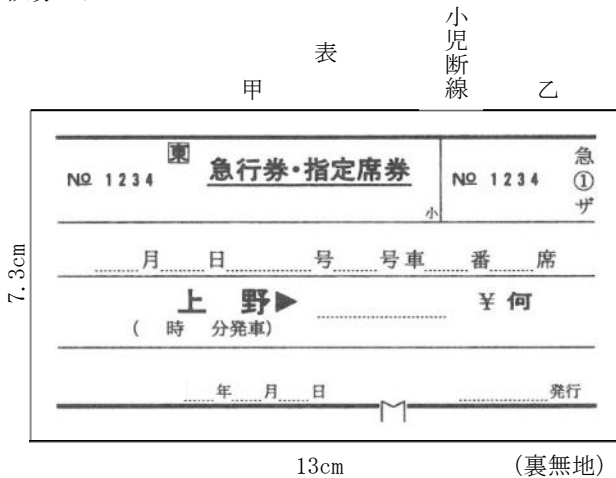 表
小児断線
甲
乙
東
急行券・指定席券
№ 1234
小
№ 1234
急①ザ
月 日 号 号車 番 席
上野▶ ¥何
( 時 分発車)
年 月 日 発行
7.3cm
13cm
(裏無地)